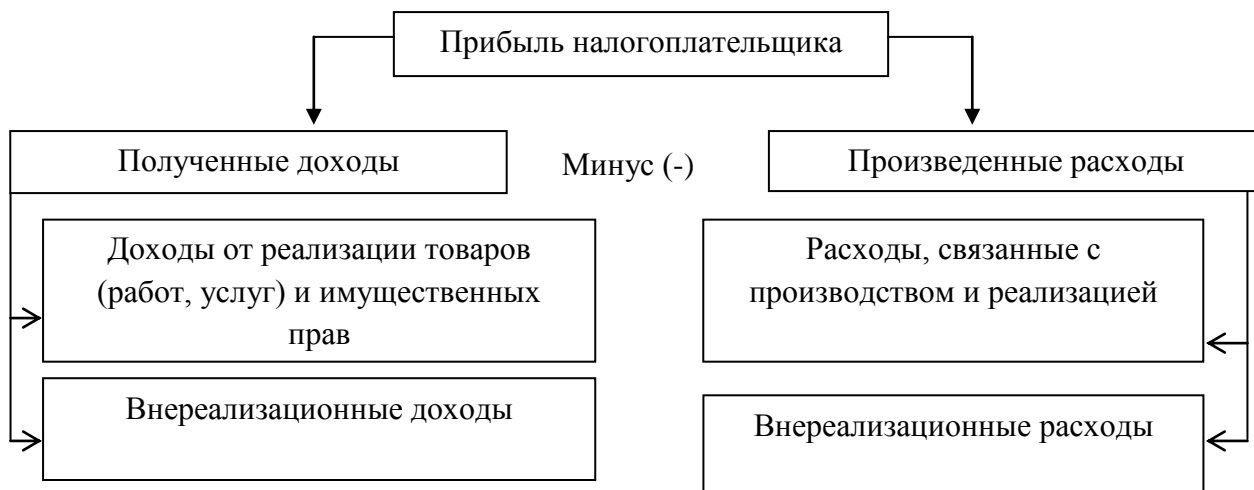 Прибыль налогоплательщика
Полученные доходы
Минус (-)
Произведенные расходы
Доходы от реализации товаров
(работ, услуг) и имущественных
прав
Расходы, связанные с
производством и реализацией
Внереализационные доходы
Внереализационные расходы